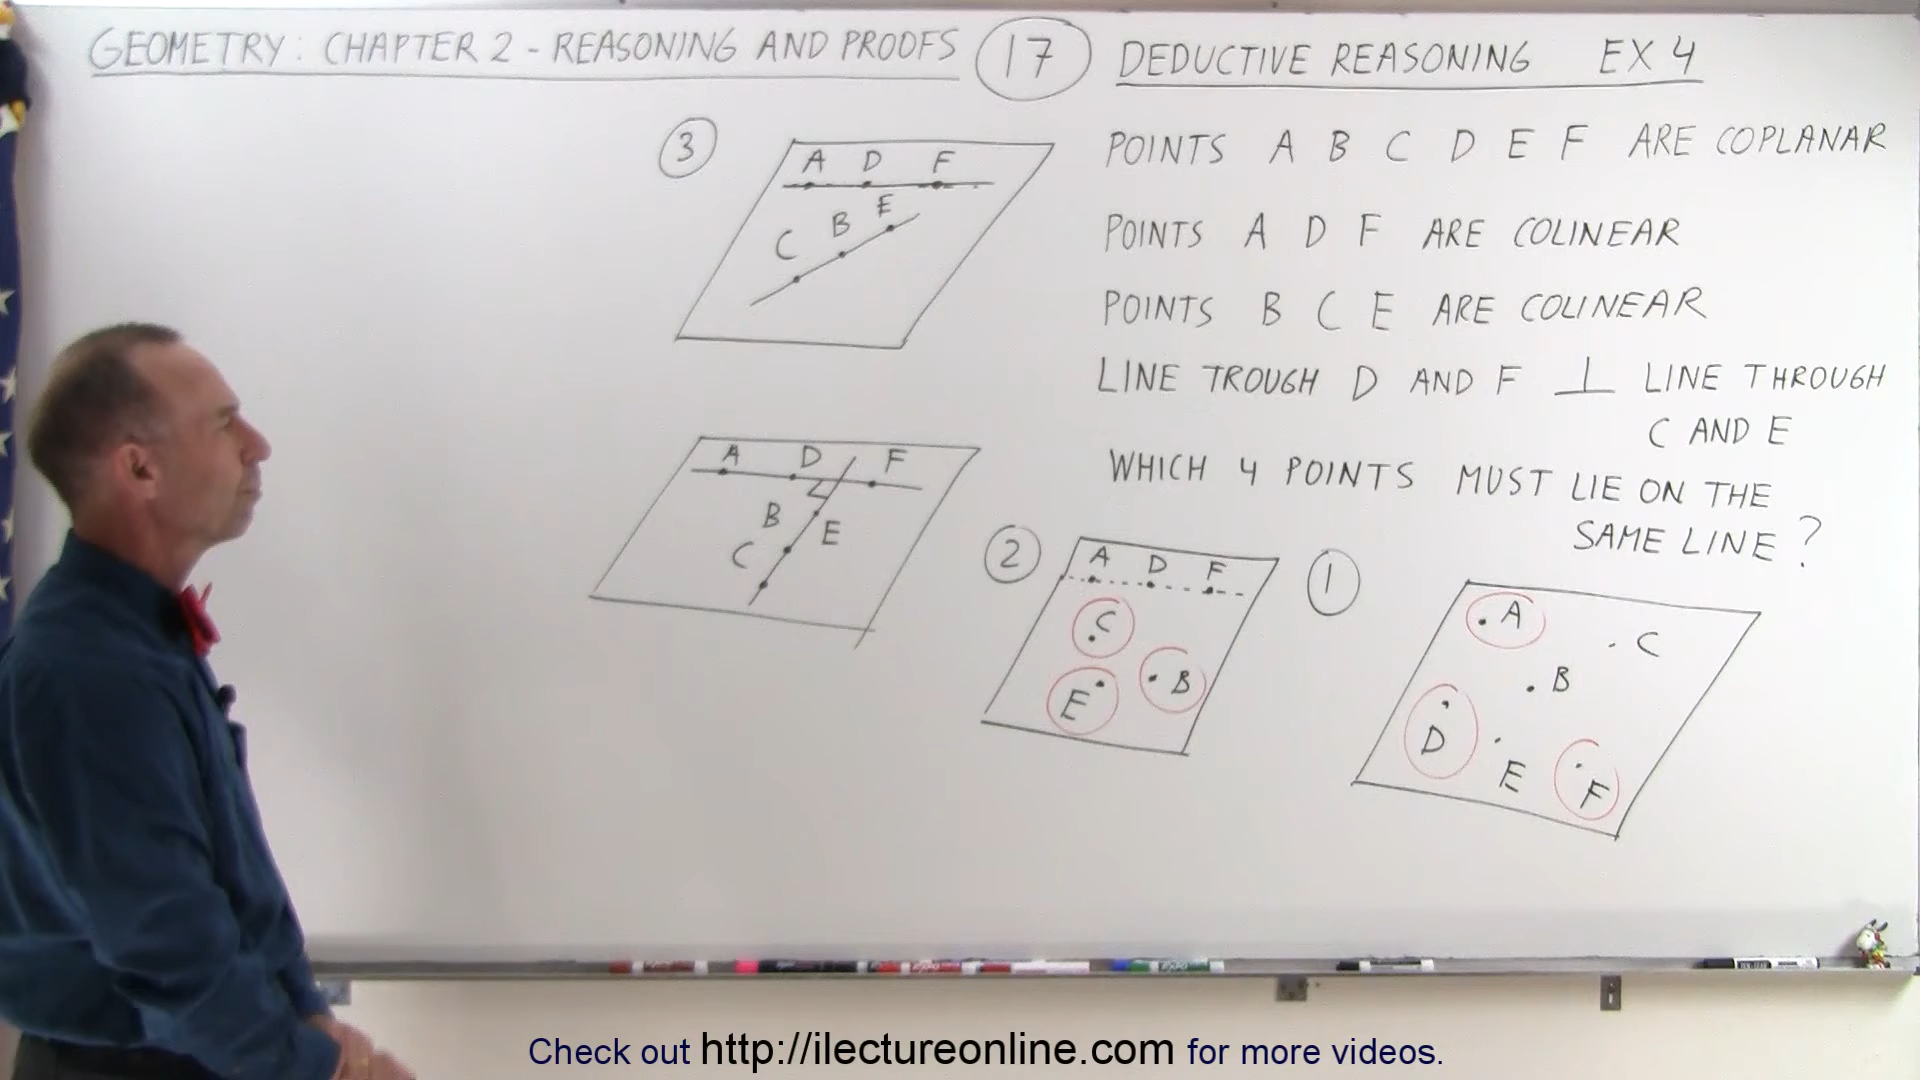 GEOMETRY: CHAPTER 2 - REASONING AND PROOFS 17 DEDUCTIVE REASONING EX 4
POINTS A B C D E F ARE COPLANAR
POINTS A D F ARE COLINEAR
POINTS B C E ARE COLINEAR
LINE TROUGH D AND F ⊥ LINE THROUGH
C AND E
WHICH 4 POINTS MUST LIE ON THE
SAME LINE?
3
A D F
C B E
A D F
B E
C
2
A D F
C
E B
1
A C
B
D E F
Check out http://ilectureonline.com for more videos.